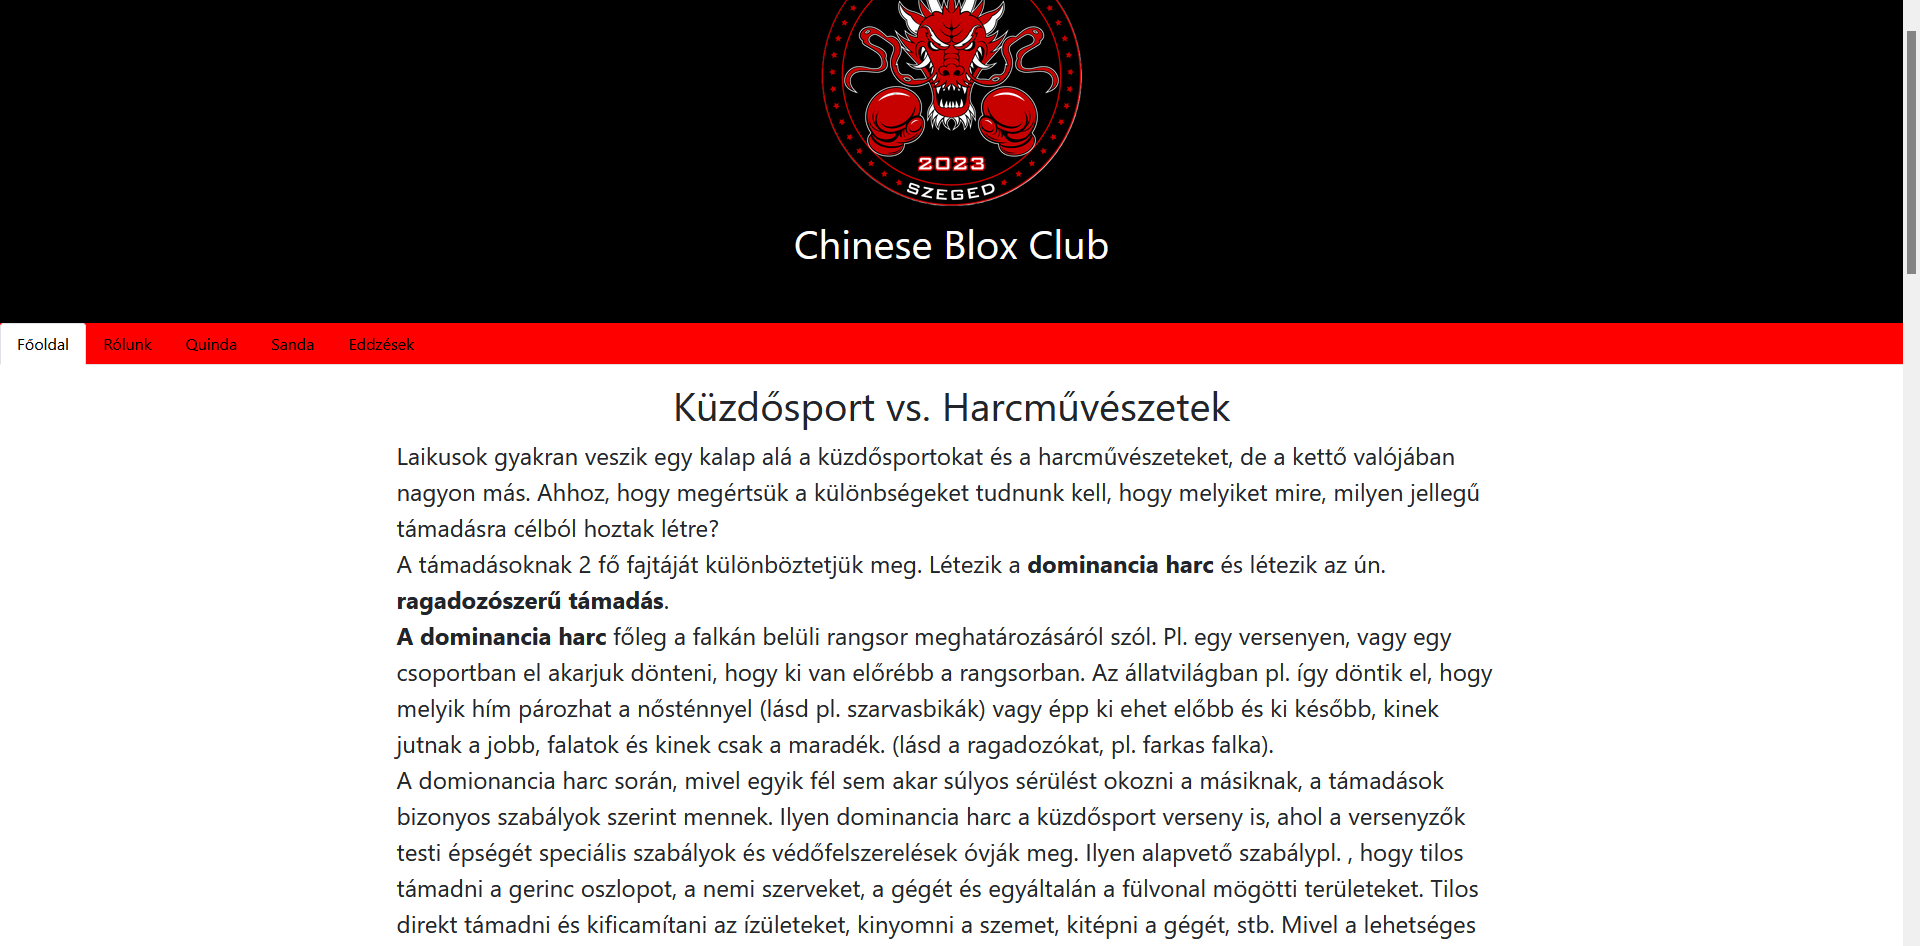 2023
SZEGED
Chinese Blox Club
Főoldal Rólunk Quinda Sanda Eddzések
Küzdősport vs. Harcművészetek
Laikusok gyakran veszik egy kalap alá a küzdősportokat és a harcművészeteket, de a kettő valójában
nagyon más. Ahhoz, hogy megértsük a különbségeket tudnunk kell, hogy melyiket mire, milyen jellegű
támadásra célból hoztak létre?
A támadásoknak 2 fő fajtáját különböztetjük meg. Létezik a dominancia harc és létezik az ún.
ragadozószerű támadás.
A dominancia harc főleg a falkán belüli rangsor meghatározásáról szól. Pl. egy versenyen, vagy egy
csoportban el akarjuk dönteni, hogy ki van előrébb a rangsorban. Az állatvilágban pl. így döntik el, hogy
melyik hím pározhat a nősténnyel (lásd pl. szarvasbikák) vagy épp ki ehet előbb és ki később, kinek
jutnak a jobb, falatok és kinek csak a maradék. (lásd a ragadozókat, pl. farkas falka).
A domionancia harc során, mivel egyik fél sem akar súlyos sérülést okozni a másiknak, a támadások
bizonyos szabályok szerint mennek. Ilyen dominancia harc a küzdősport verseny is, ahol a versenyzők
testi épségét speciális szabályok és védőfelszerelések óvják meg. Ilyen alapvető szabálypl. , hogy tilos
támadni a gerinc oszlopot, a nemi szerveket, a gégét és egyáltalán a fülvonal mögötti területeket. Tilos
direkt támadni és kificamítani az ízületeket, kinyomni a szemet, kitépni a gégét, stb. Mivel a lehetséges